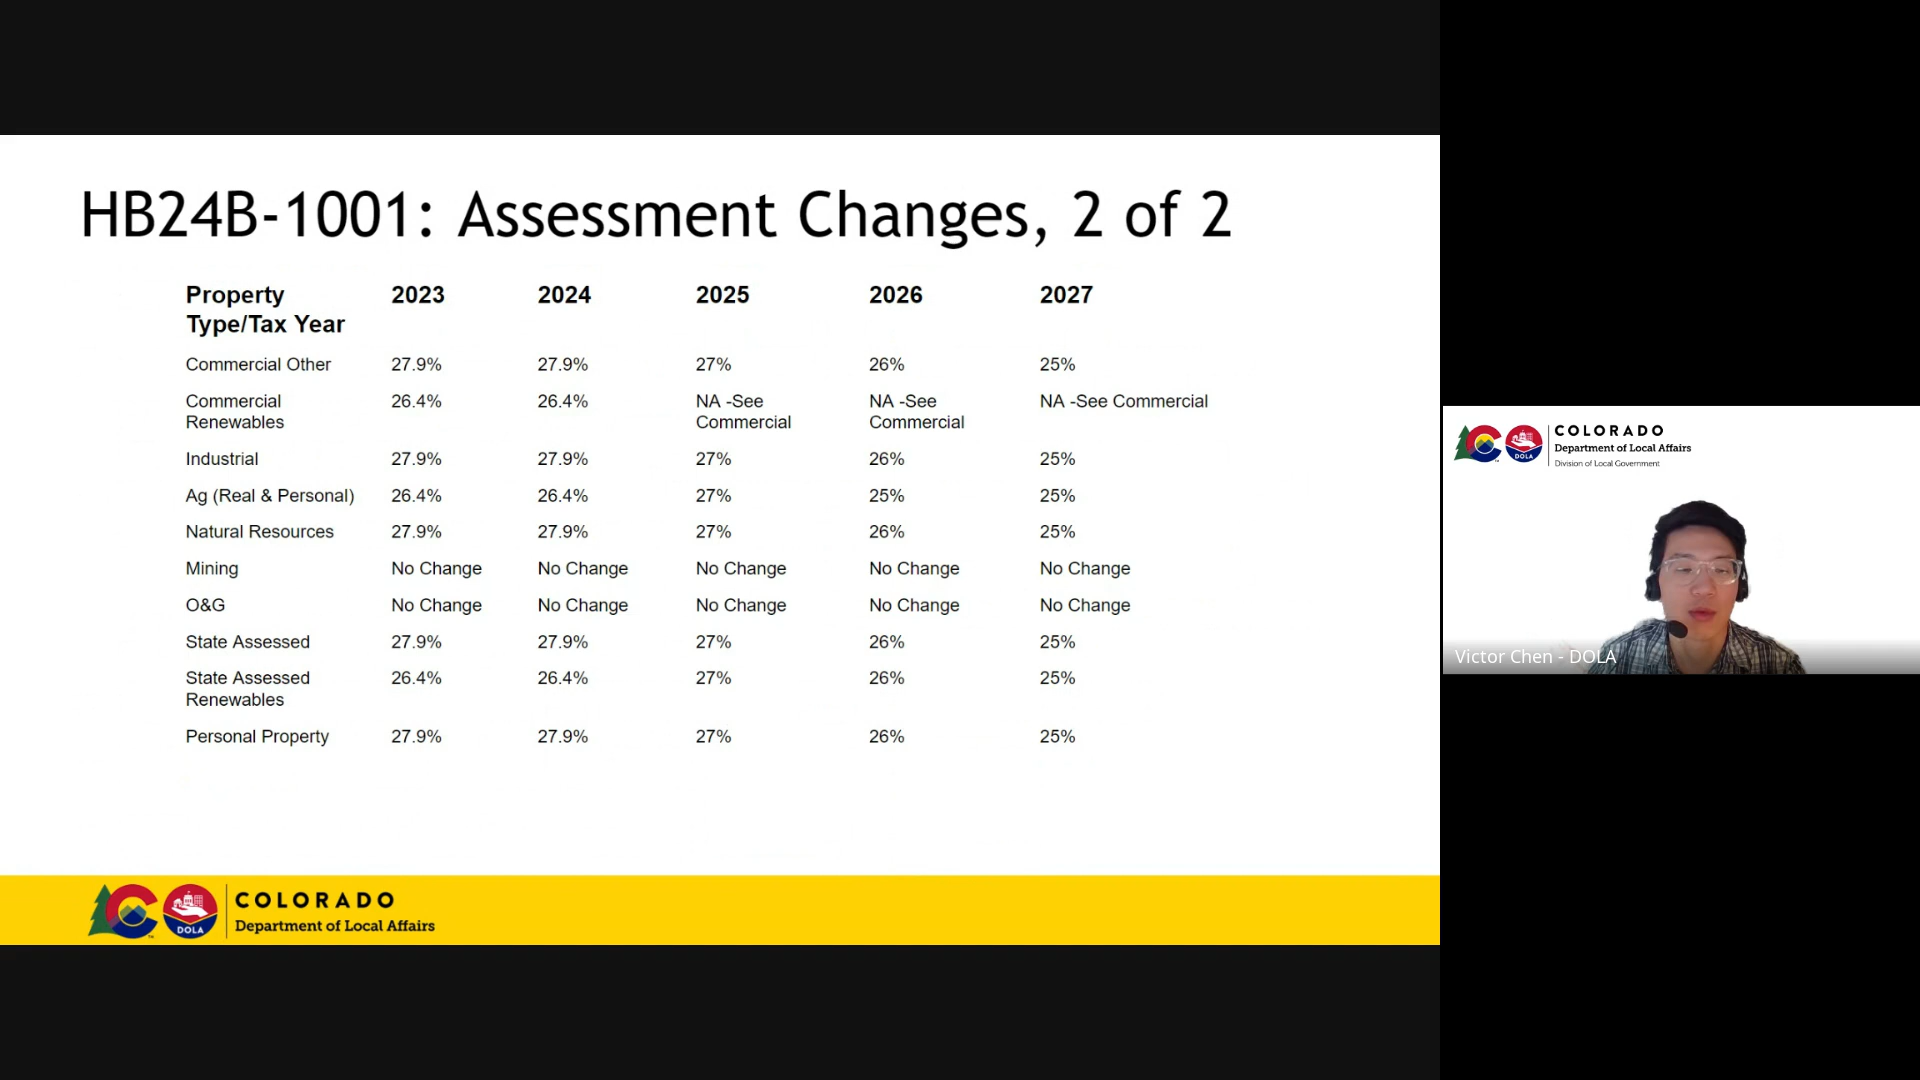 HB24B-1001: Assessment Changes, 2 of 2
Property Type/Tax Year 2023 2024 2025 2026 2027
Commercial Other 27.9% 27.9% 27% 26% 25%
Commercial Renewables 26.4% 26.4% NA -See Commercial NA -See Commercial NA -See Commercial
Industrial 27.9% 27.9% 27% 26% 25%
Ag (Real & Personal) 26.4% 26.4% 27% 25% 25%
Natural Resources 27.9% 27.9% 27% 26% 25%
Mining No Change No Change No Change No Change No Change
O&G No Change No Change No Change No Change No Change
State Assessed 27.9% 27.9% 27% 26% 25%
State Assessed Renewables 26.4% 26.4% 27% 26% 25%
Personal Property 27.9% 27.9% 27% 26% 25%
DOLA
COLORADO
Department of Local Affairs
DOLA
COLORADO
Department of Local Affairs
Division of Local Government
Victor Chen - DOLA